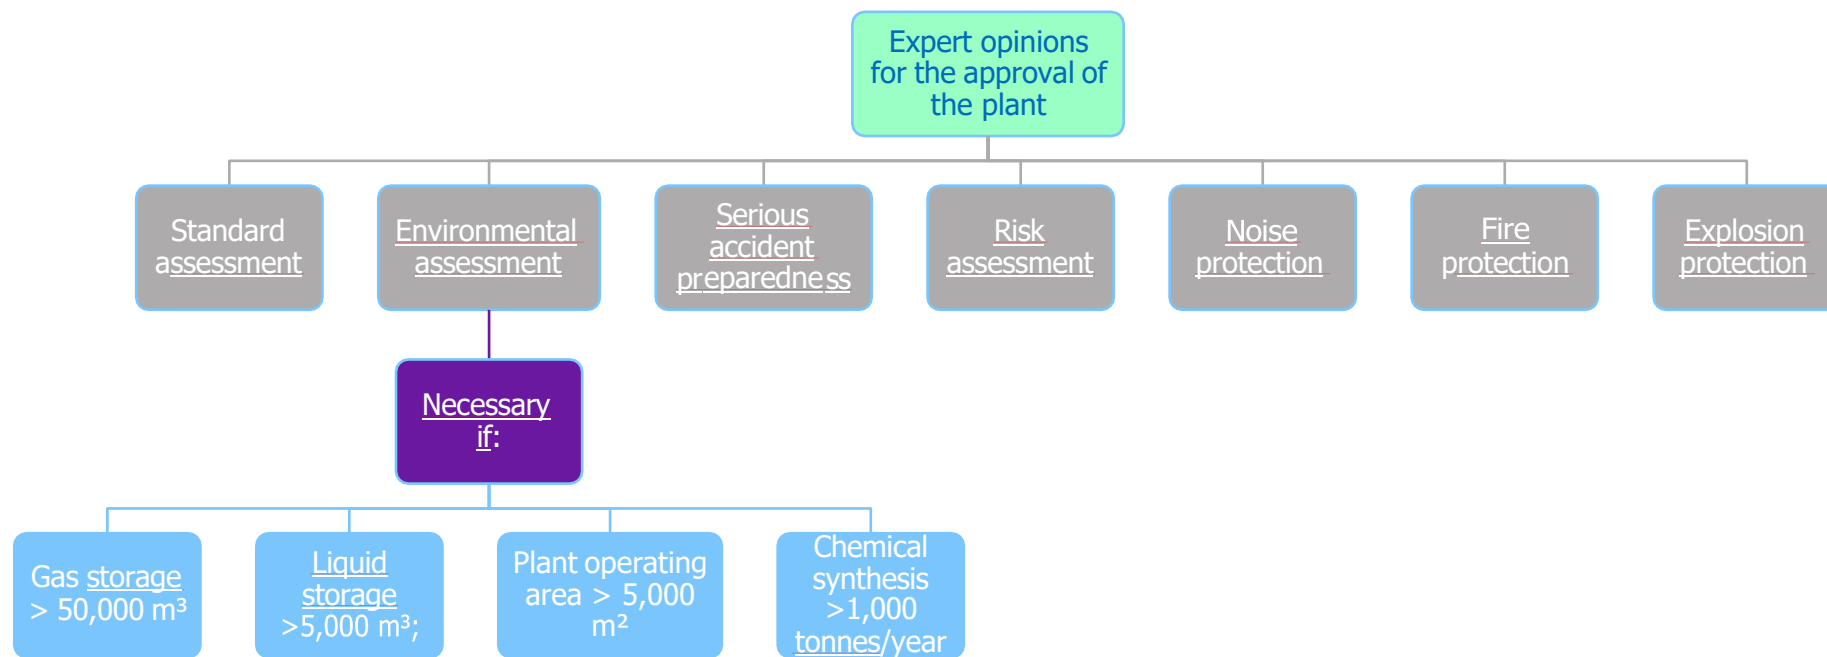 Expert opinions
for the approval of
the plant
Standard
assessment
Environmental
assessment
Serious
accident
preparedness
Risk
assessment
Noise
protection
Fire
protection
Explosion
protection
Necessary
if:
Gas storage
> 50,000 m³
Liquid
storage
>5,000 m³;
Plant operating
area > 5,000
m²
Chemical
synthesis
>1,000
tonnes/year